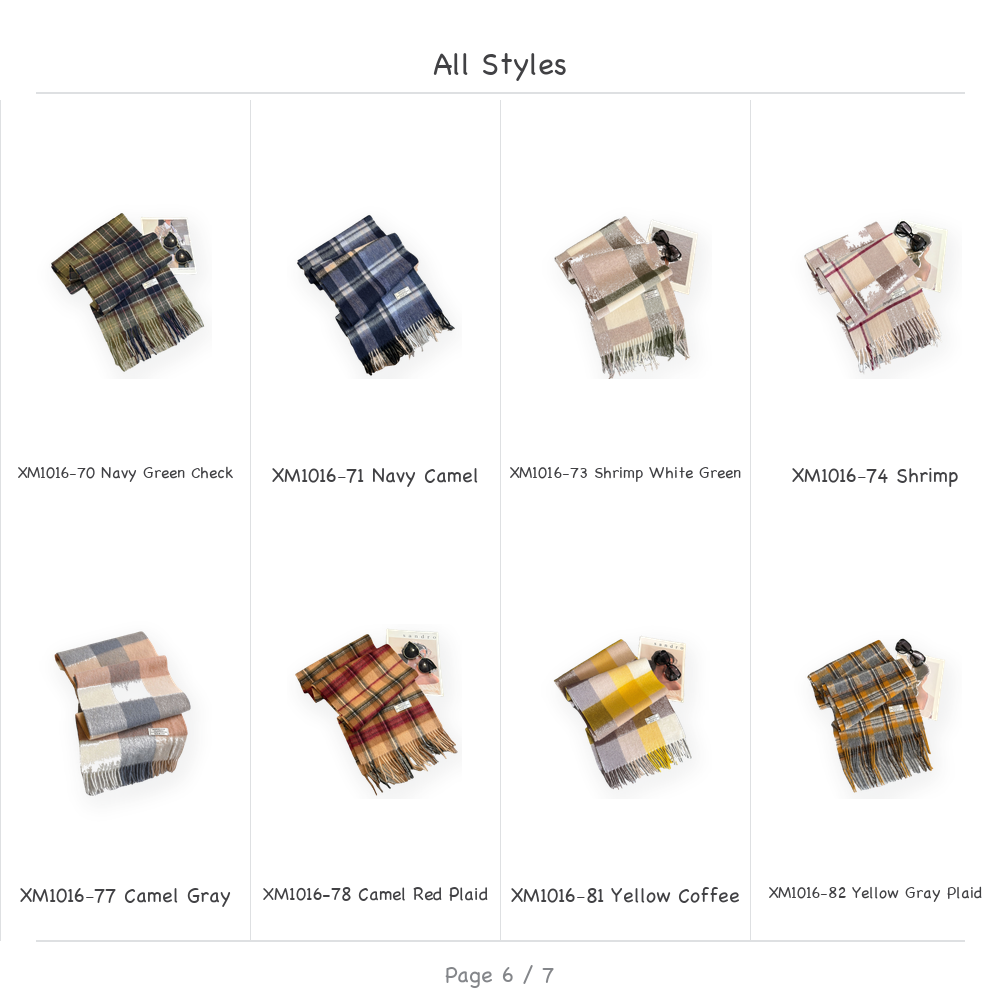 All Styles
XM1016-70 Navy Green Check
XM1016-71 Navy Camel
XM1016-73 Shrimp White Green
XM1016-74 Shrimp
XM1016-77 Camel Gray
XM1016-78 Camel Red Plaid
XM1016-81 Yellow Coffee
XM1016-82 Yellow Gray Plaid
Page 6 / 7